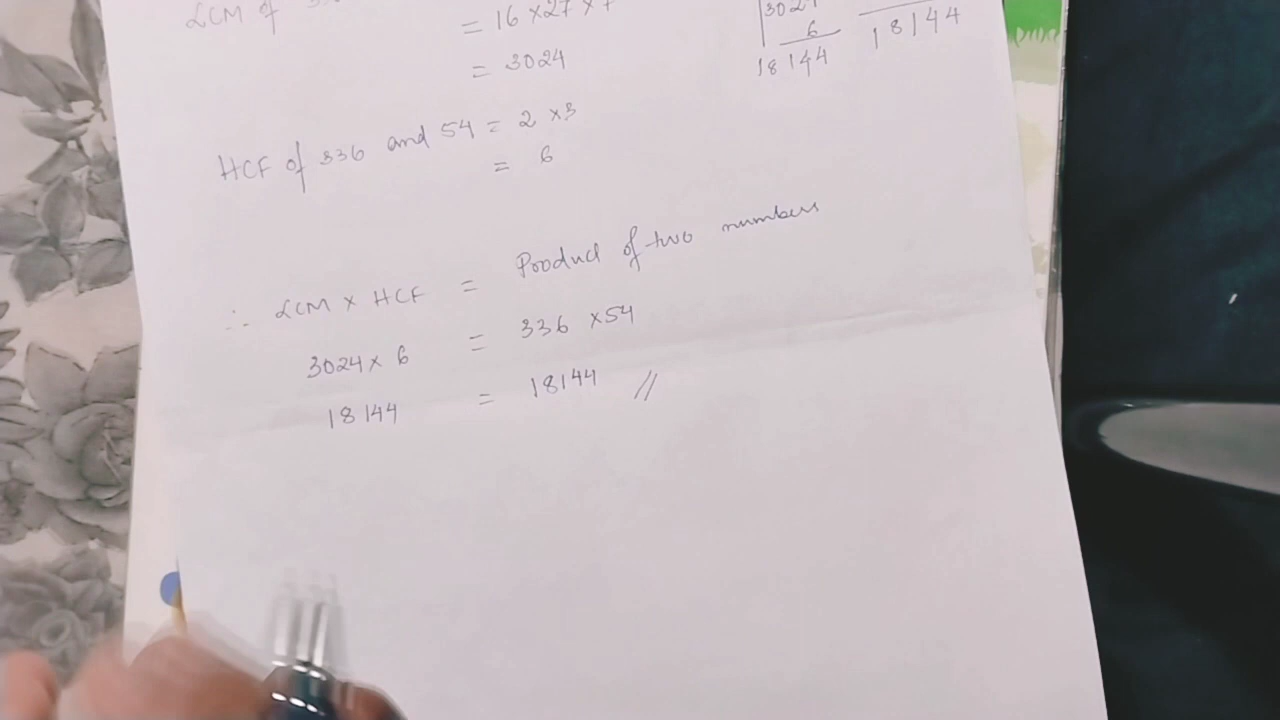 LCM of
= 16 × 27 × 7
= 3024
3024
6
18144
18144
HCF of 336 and 54 = 2 × 3
= 6
∴ LCM × HCF = Product of two numbers
3024 × 6 = 336 × 54
18144 = 18144 //